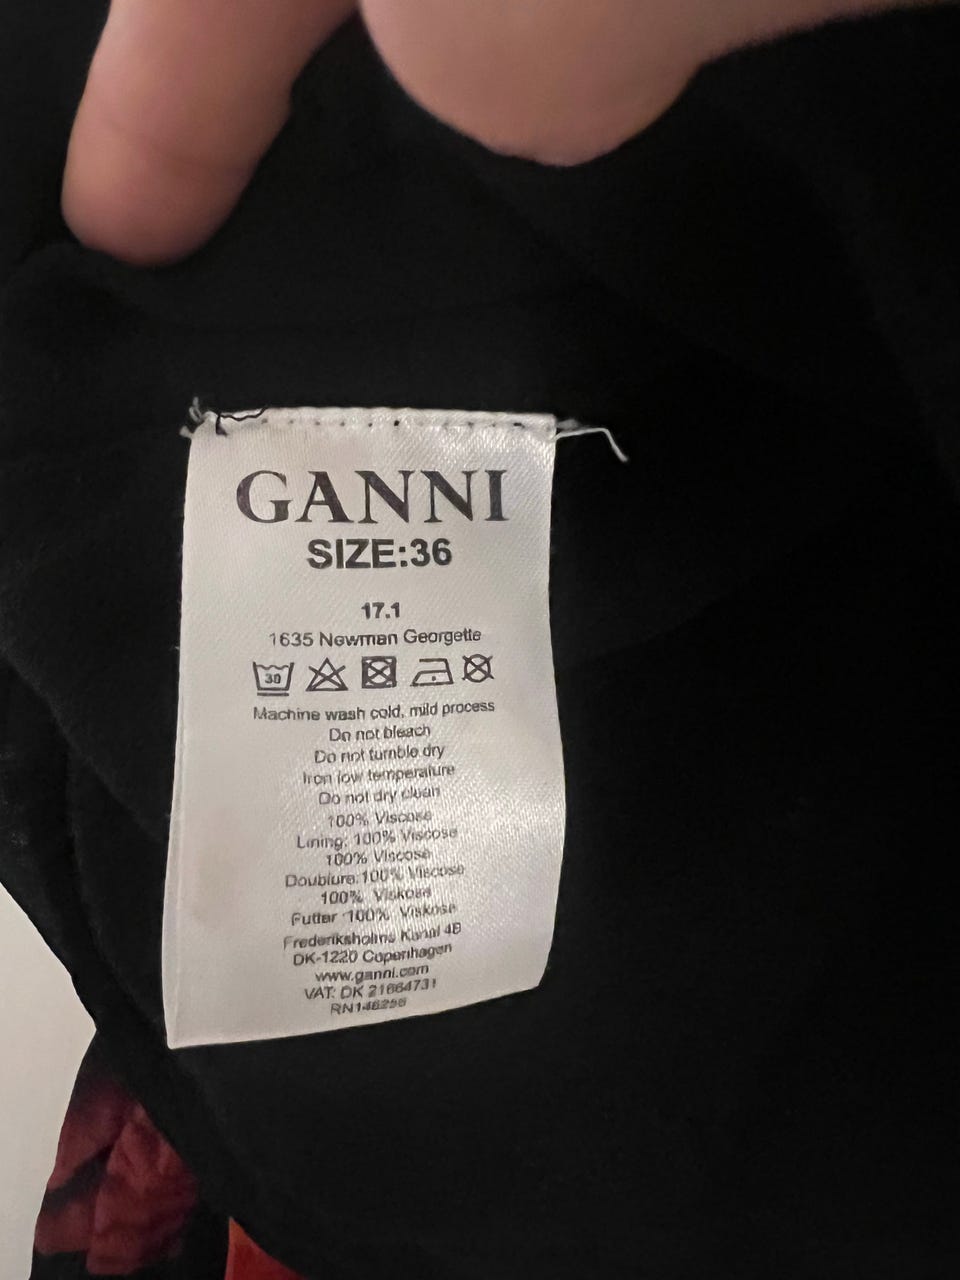 GANNI
SIZE:36
17.1
1635 Newman Georgette
30
Machine wash cold, mild process
Do not bleach
Do not tumble dry
Iron low temperature
Do not dry clean
100% Viscose
Lining: 100% Viscose
100% Viscose
Doublure: 100% Viscose
100% Viskose
Futter 100% Viskose
Frederiksholms Kanal 4B
DK-1220 Copenhagen
www.ganni.com
VAT: DK 21664731